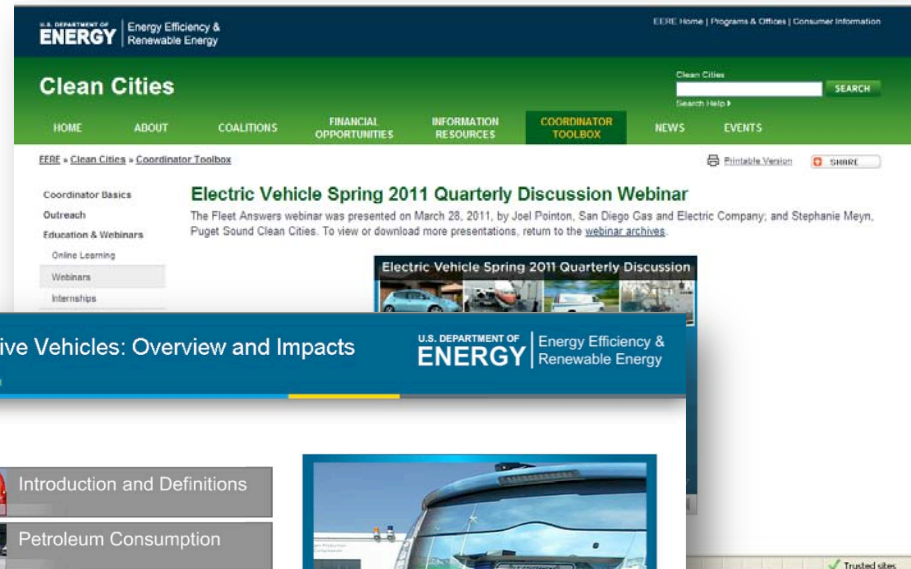 U.S. DEPARTMENT OF
ENERGY
Energy Efficiency &
Renewable Energy
EERE Home | Programs & Offices | Consumer Information
Clean Cities
Clean Cities
SEARCH
Search Help
HOME
ABOUT
COALITIONS
FINANCIAL
OPPORTUNITIES
INFORMATION
RESOURCES
COORDINATOR
TOOLBOX
NEWS
EVENTS
EERE » Clean Cities » Coordinator Toolbox
Printable Version
SHARE
Coordinator Basics
Outreach
Education & Webinars
Online Learning
Webinars
Internships
Electric Vehicle Spring 2011 Quarterly Discussion Webinar
The Fleet Answers webinar was presented on March 28, 2011, by Joel Pointon, San Diego Gas and Electric Company; and Stephanie Meyn,
Puget Sound Clean Cities. To view or download more presentations, return to the webinar archives.
Electric Vehicle Spring 2011 Quarterly Discussion
ive Vehicles: Overview and Impacts
U.S. DEPARTMENT OF
ENERGY
Energy Efficiency &
Renewable Energy
Introduction and Definitions
Petroleum Consumption
Trusted sites